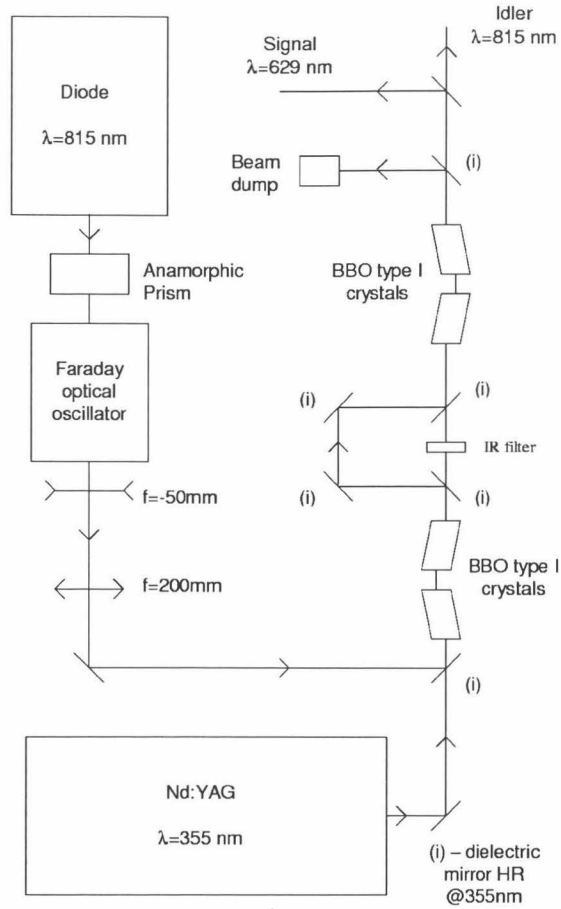 Idler
λ=815 nm
Signal
λ=629 nm
Diode
λ=815 nm
(i)
Beam
dump
Anamorphic
Prism
BBO type I
crystals
Faraday
optical
oscillator
(i)
(i)
IR filter
(i)
(i)
f=-50mm
BBO type I
crystals
f=200mm
(i)
Nd:YAG
λ=355 nm
(i) – dielectric
mirror HR
@355nm